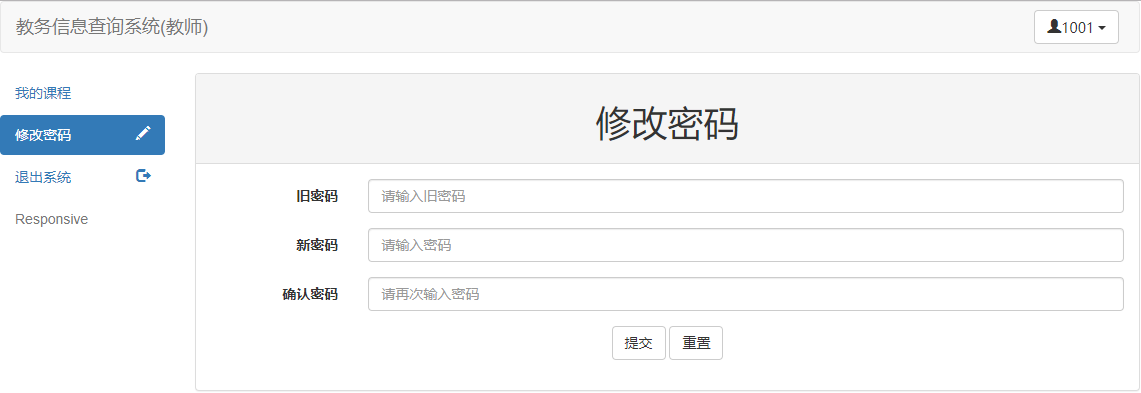 教务信息查询系统(教师)
1001
我的课程
修改密码
退出系统
Responsive
修改密码
旧密码 请输入旧密码
新密码 请输入密码
确认密码 请再次输入密码
提交 重置